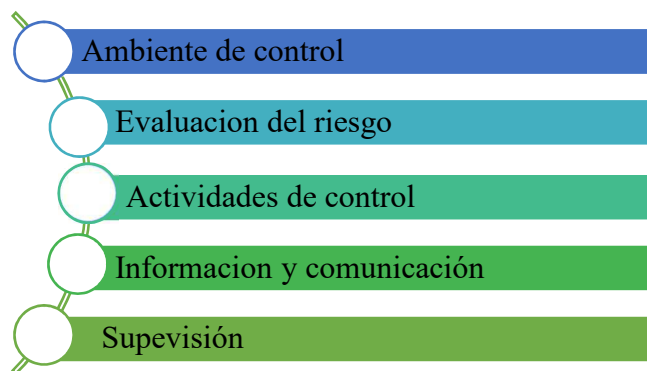 Ambiente de control
Evaluacion del riesgo
Actividades de control
Informacion y comunicación
Supevisión